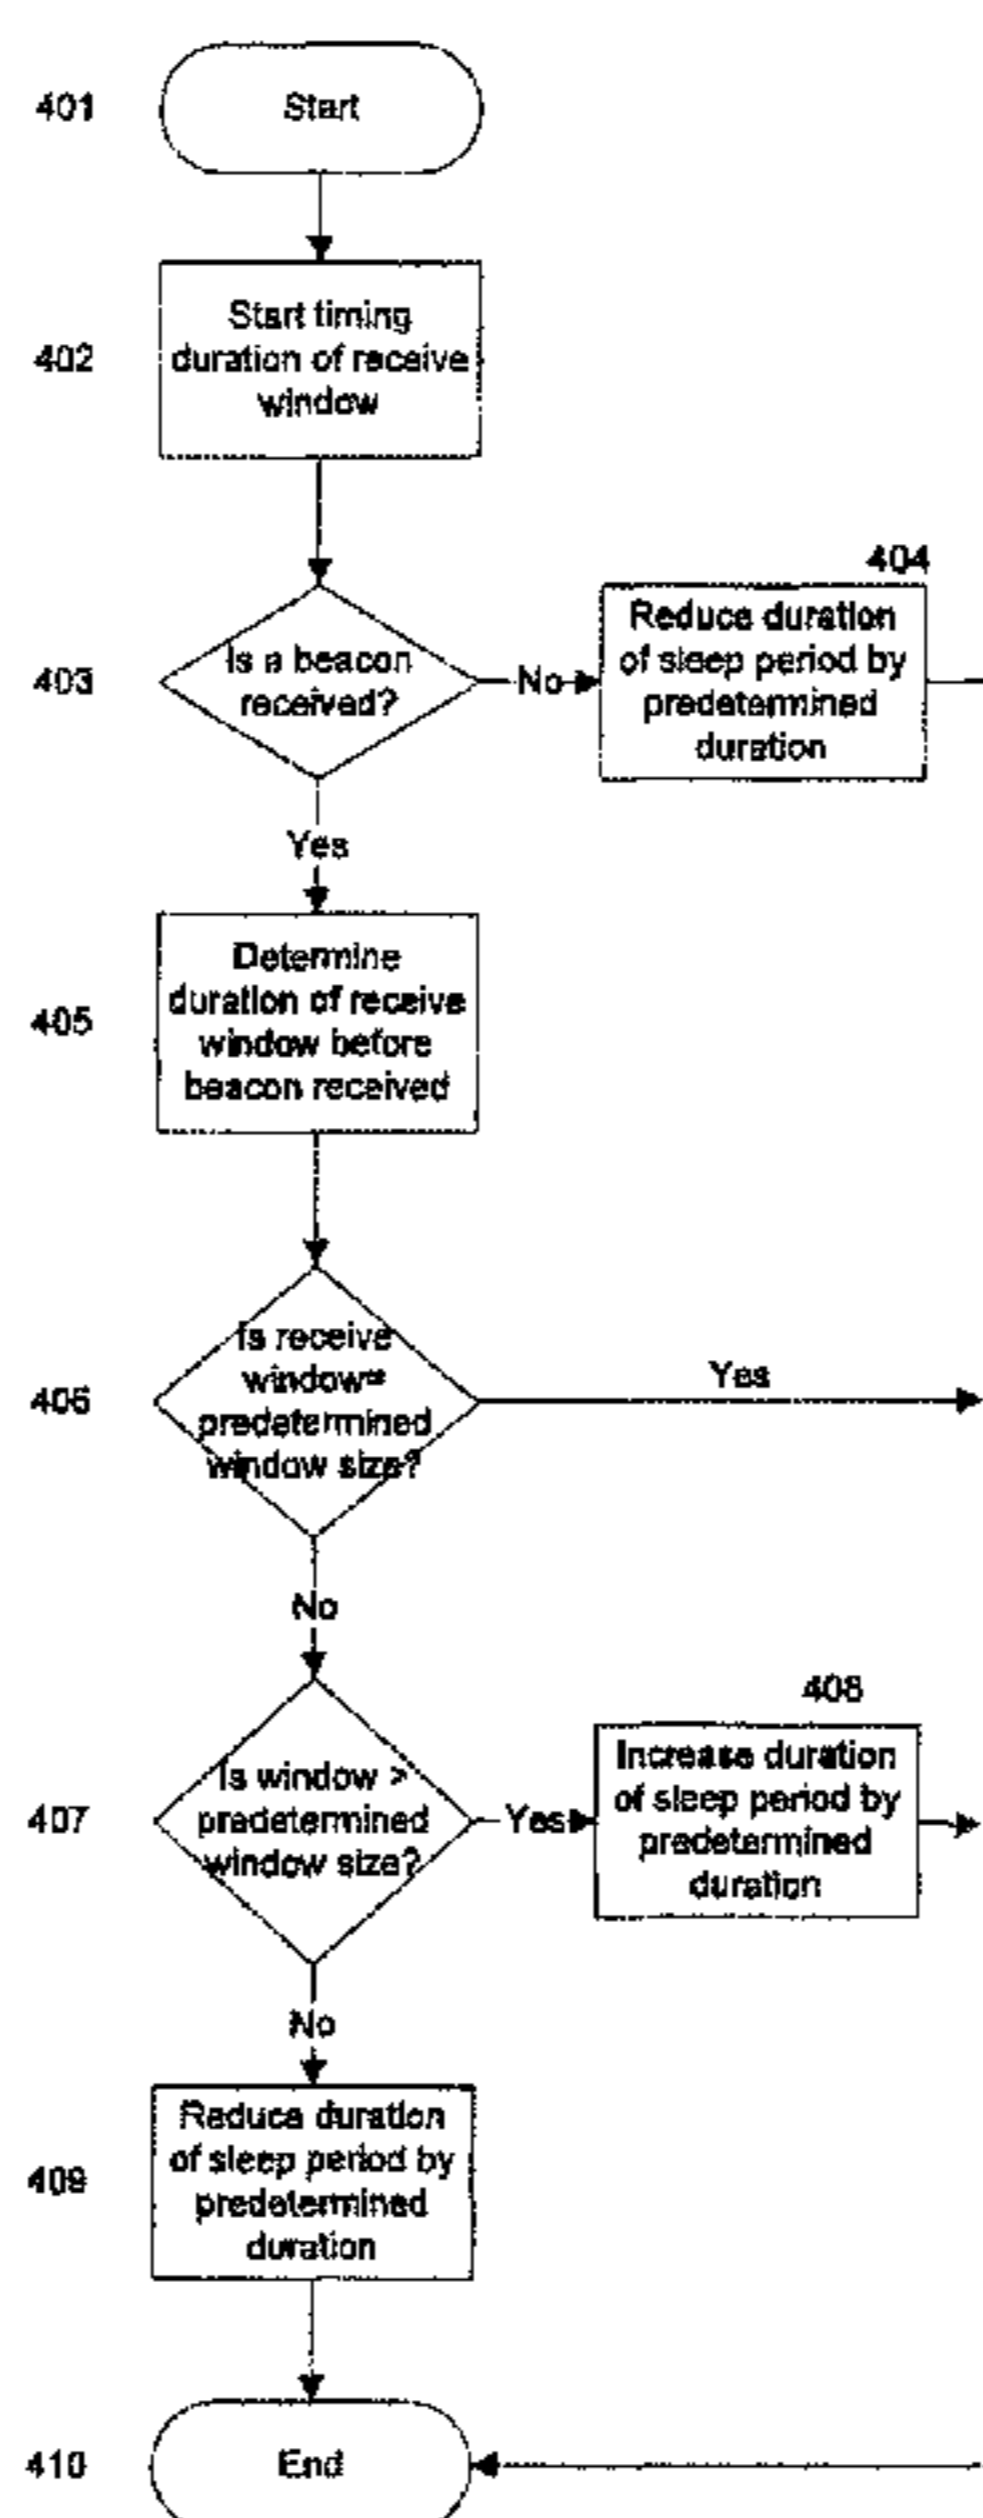 401
Start
402
Start timing
duration of receive
window
403
Is a beacon
received?
No
404
Reduce duration
of sleep period by
predetermined
duration
Yes
405
Determine
duration of receive
window before
beacon received
406
Is receive
window=
predetermined
window size?
Yes
No
407
Is window >
predetermined
window size?
Yes
408
Increase duration
of sleep period by
predetermined
duration
No
409
Reduce duration
of sleep period by
predetermined
duration
410
End